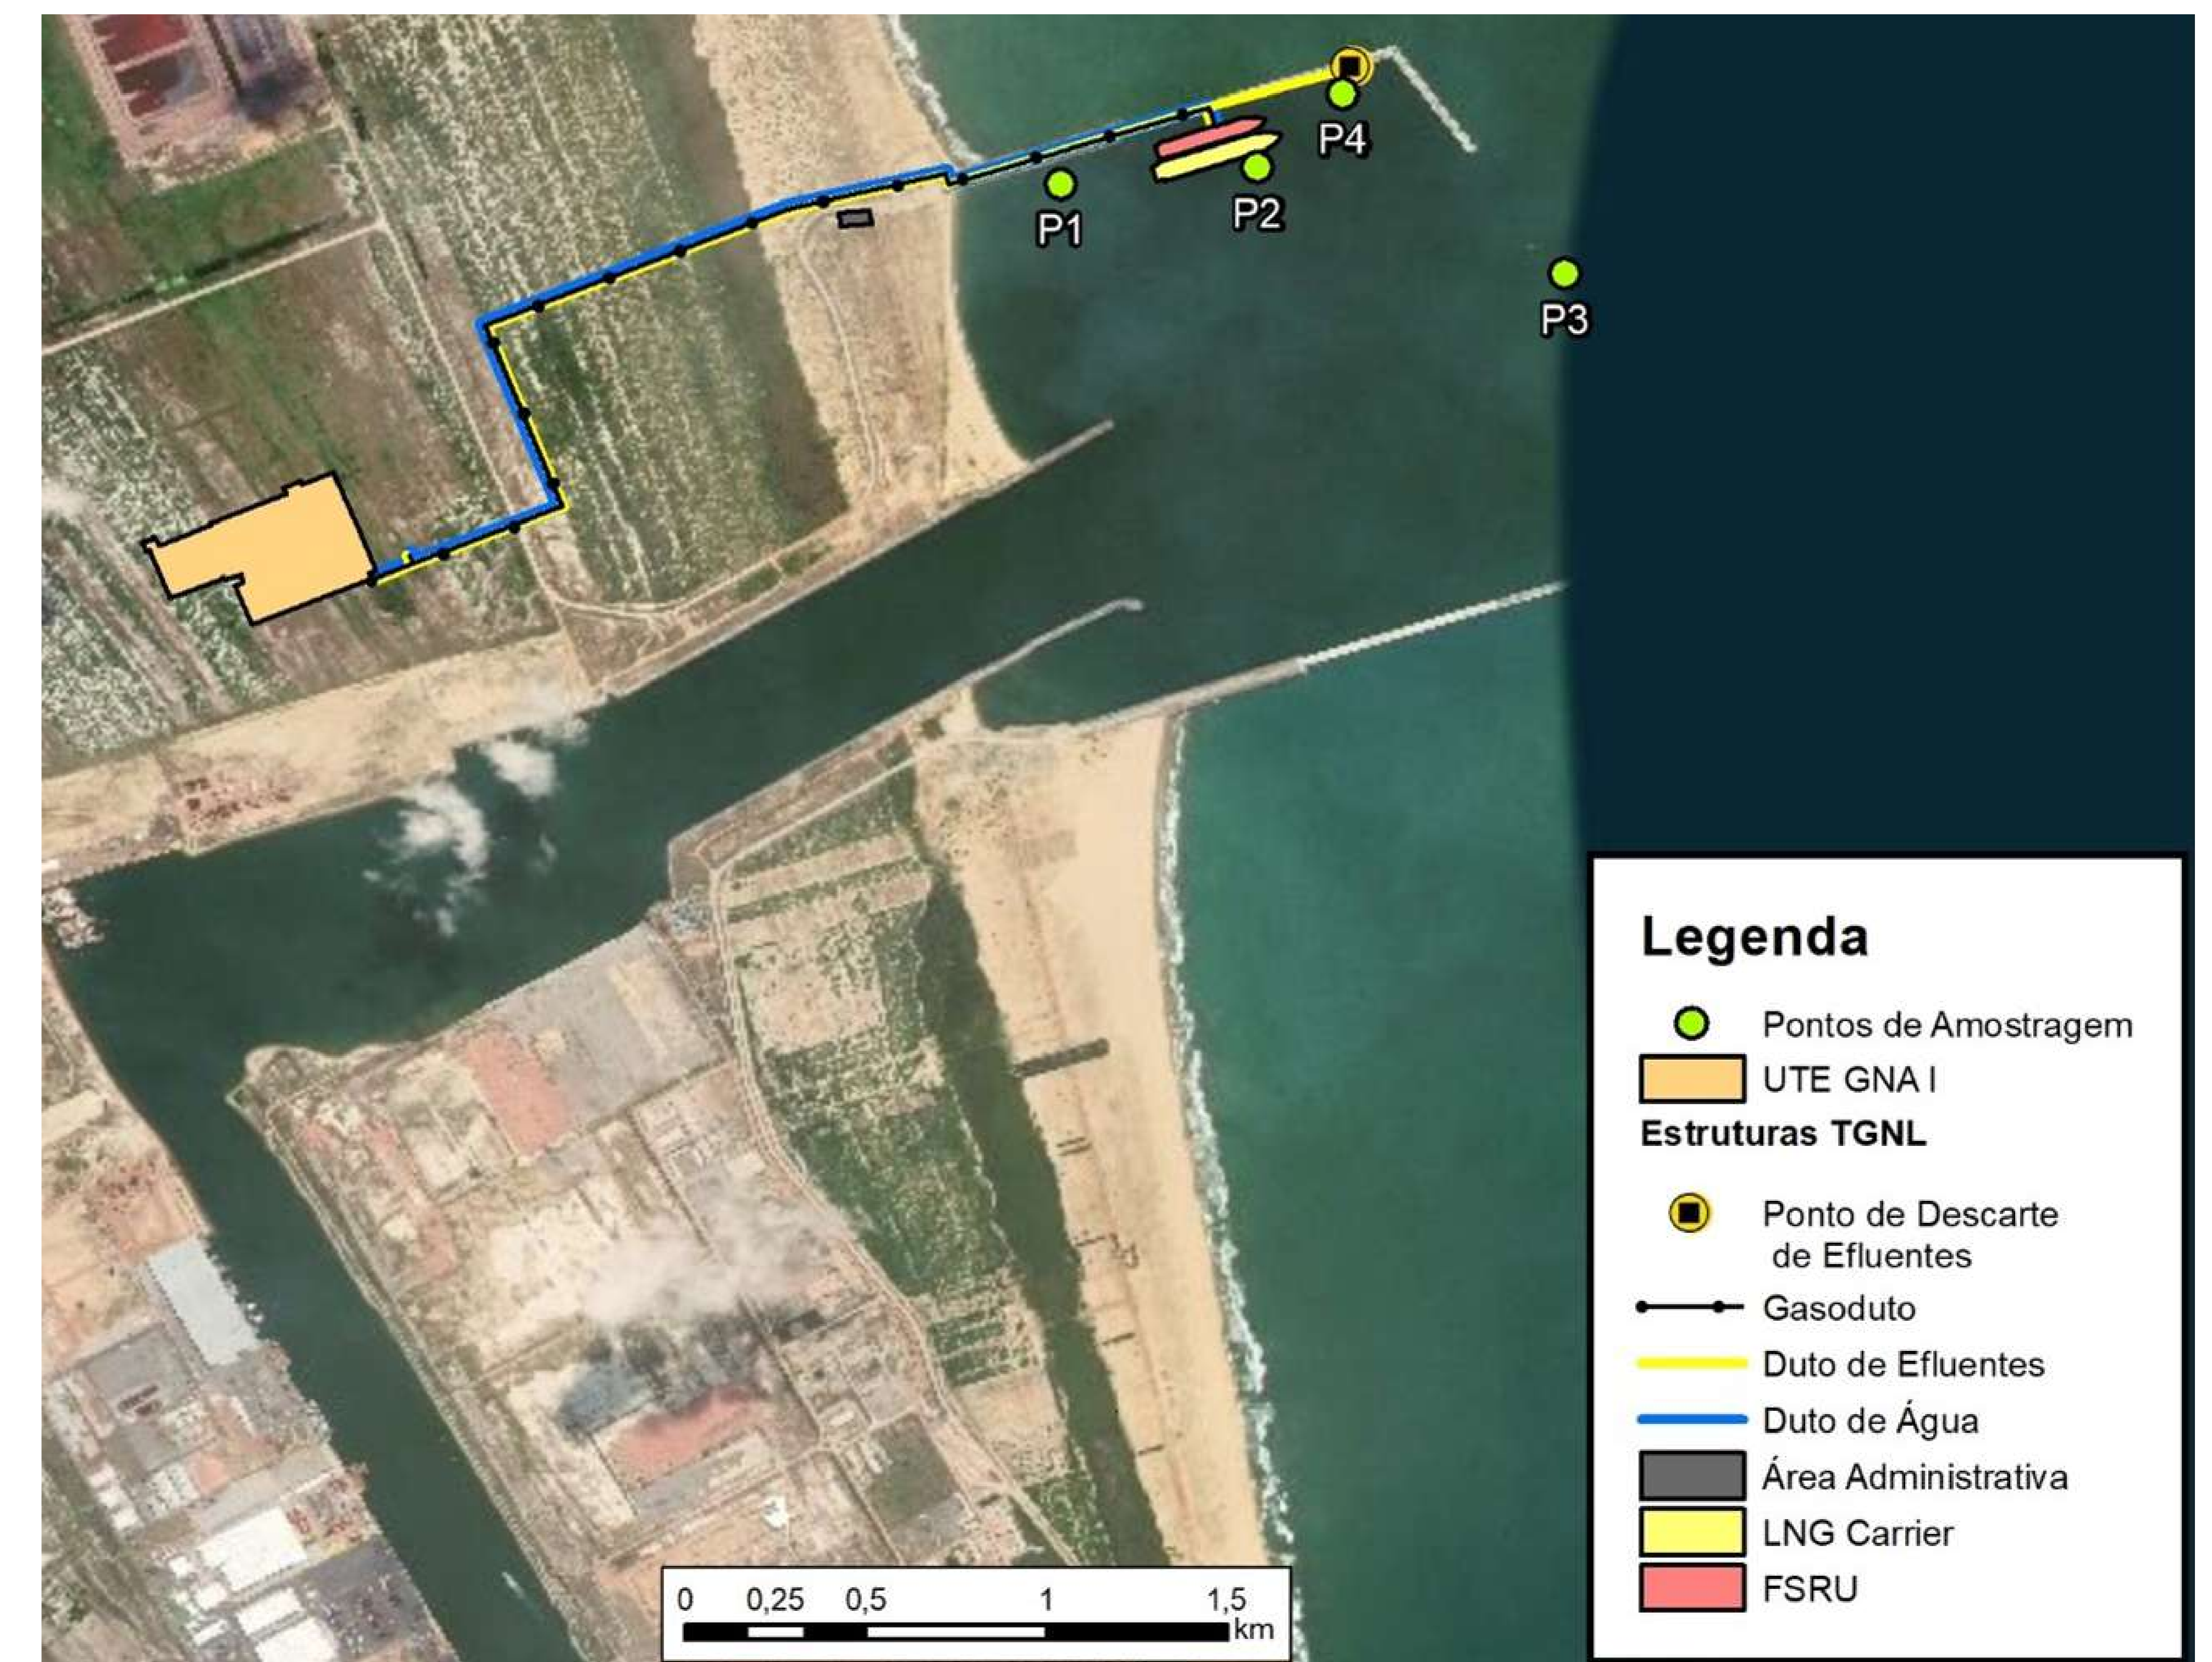 P4
P1
P2
P3
Legenda
Pontos de Amostragem
UTE GNA I
Estruturas TGNL
Ponto de Descarte
de Efluentes
Gasoduto
Duto de Efluentes
Duto de Água
Área Administrativa
LNG Carrier
FSRU
0 0,25 0,5 1 1,5
km